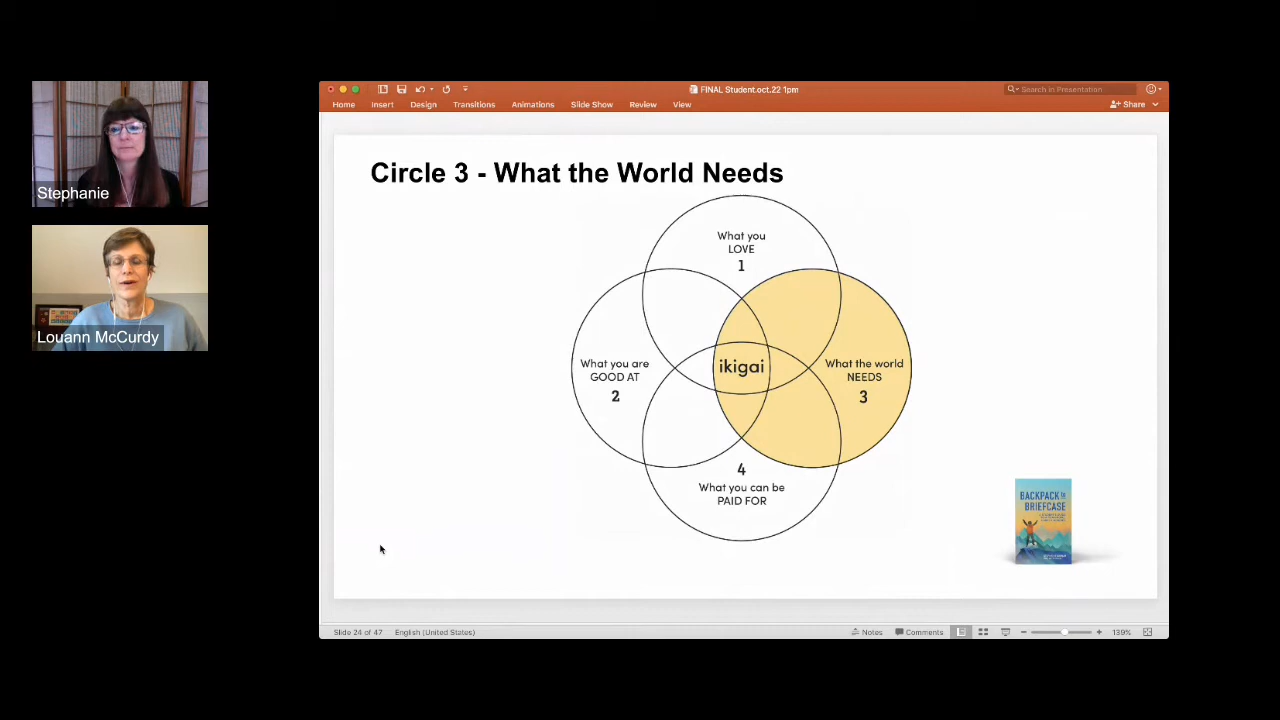 Stephanie
Louann McCurdy
FINAL Student.oct.22 1pm
Search in Presentation
Home Insert Design Transitions Animations Slide Show Review View
Share
Circle 3 - What the World Needs
What you
LOVE
1
What you are
GOOD AT
2
ikigai
What the world
NEEDS
3
4
What you can be
PAID FOR
BACKPACK TO
BRIEFCASE
Slide 24 of 47 English (United States)
Notes Comments 139%